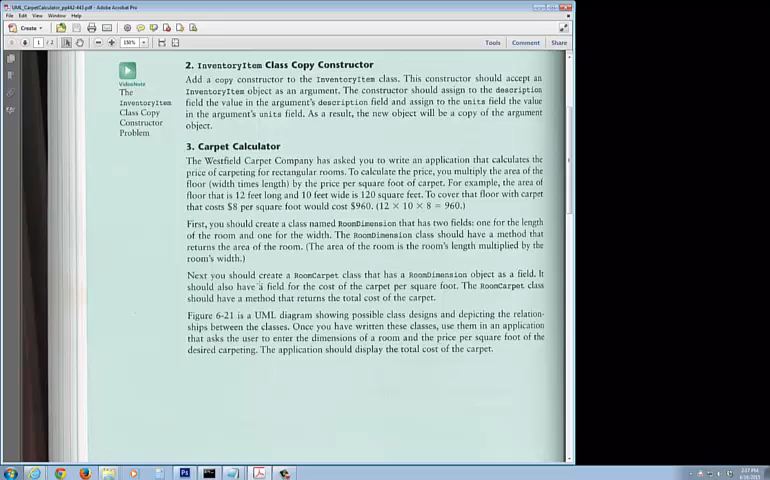 UML_CarpetCalculator_pp442-443.pdf - Adobe Acrobat Pro
File Edit View Window Help
Create
1 / 2
150%
Tools Comment Share
2. InventoryItem Class Copy Constructor
Add a copy constructor to the InventoryItem class. This constructor should accept an
InventoryItem object as an argument. The constructor should assign to the description
field the value in the argument's description field and assign to the units field the value
in the argument's units field. As a result, the new object will be a copy of the argument
object.
VideoNote
The
InventoryItem
Class Copy
Constructor
Problem
3. Carpet Calculator
The Westfield Carpet Company has asked you to write an application that calculates the
price of carpeting for rectangular rooms. To calculate the price, you multiply the area of the
floor (width times length) by the price per square foot of carpet. For example, the area of
floor that is 12 feet long and 10 feet wide is 120 square feet. To cover that floor with carpet
that costs $8 per square foot would cost $960. (12 × 10 × 8 = 960.)
First, you should create a class named RoomDimension that has two fields: one for the length
of the room and one for the width. The RoomDimension class should have a method that
returns the area of the room. (The area of the room is the room's length multiplied by the
room's width.)
Next you should create a RoomCarpet class that has a RoomDimension object as a field. It
should also have a field for the cost of the carpet per square foot. The RoomCarpet class
should have a method that returns the total cost of the carpet.
Figure 6-21 is a UML diagram showing possible class designs and depicting the relation-
ships between the classes. Once you have written these classes, use them in an application
that asks the user to enter the dimensions of a room and the price per square foot of the
desired carpeting. The application should display the total cost of the carpet.
2:37 PM